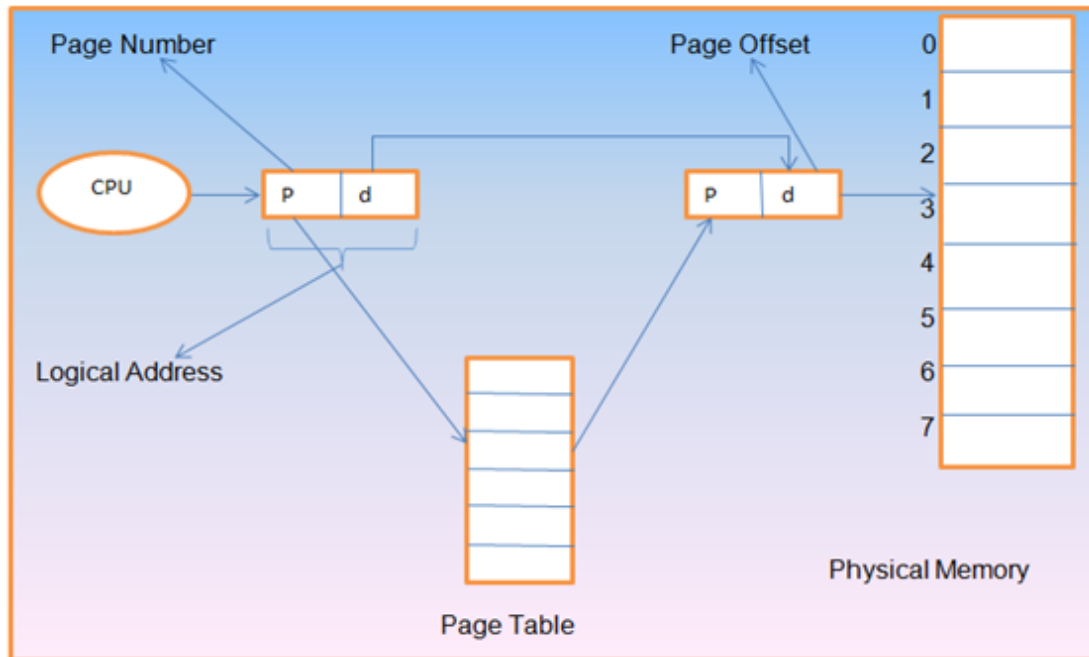 Page Number
Page Offset
CPU
P d
P d
Logical Address
Page Table
0
1
2
3
4
5
6
7
Physical Memory